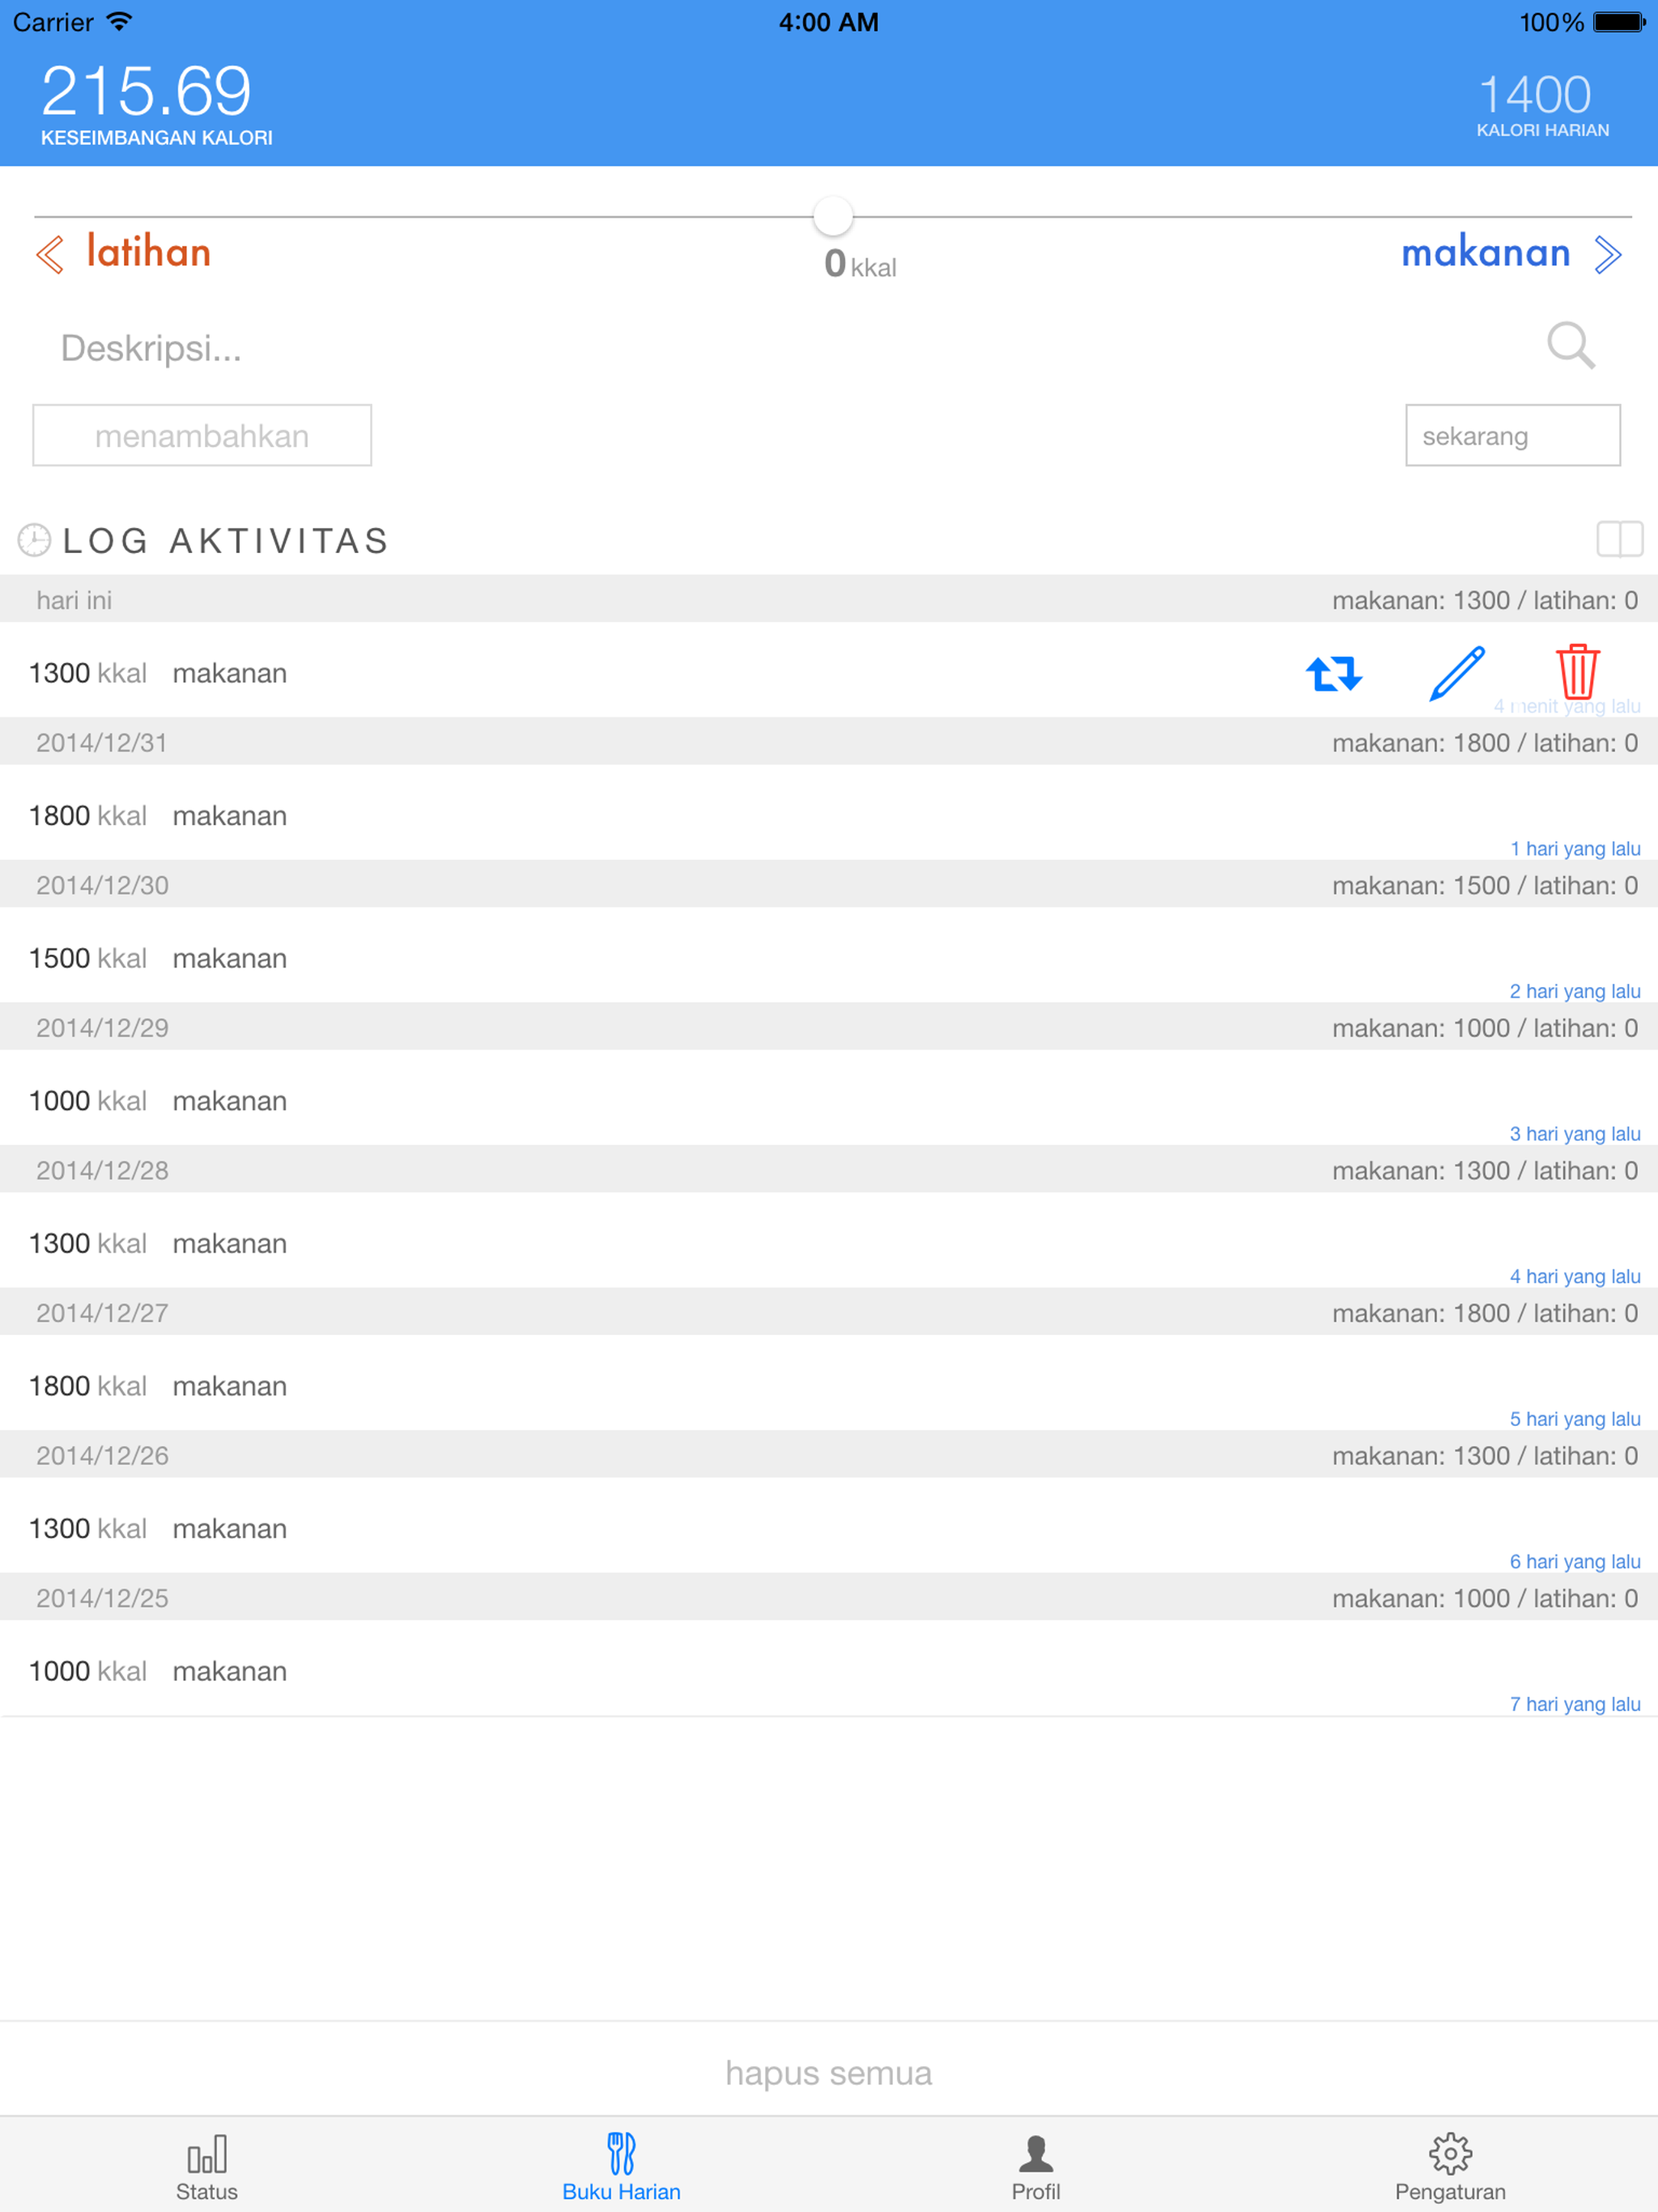 Carrier 4:00 AM 100%
215.69 1400
KESEIMBANGAN KALORI KALORI HARIAN
latihan makanan
0 kkal
Deskripsi...
menambahkan sekarang
LOG AKTIVITAS
hari ini makanan: 1300 / latihan: 0
1300 kkal makanan
4 menit yang lalu
2014/12/31 makanan: 1800 / latihan: 0
1800 kkal makanan
1 hari yang lalu
2014/12/30 makanan: 1500 / latihan: 0
1500 kkal makanan
2 hari yang lalu
2014/12/29 makanan: 1000 / latihan: 0
1000 kkal makanan
3 hari yang lalu
2014/12/28 makanan: 1300 / latihan: 0
1300 kkal makanan
4 hari yang lalu
2014/12/27 makanan: 1800 / latihan: 0
1800 kkal makanan
5 hari yang lalu
2014/12/26 makanan: 1300 / latihan: 0
1300 kkal makanan
6 hari yang lalu
2014/12/25 makanan: 1000 / latihan: 0
1000 kkal makanan
7 hari yang lalu
hapus semua
Status Buku Harian Profil Pengaturan